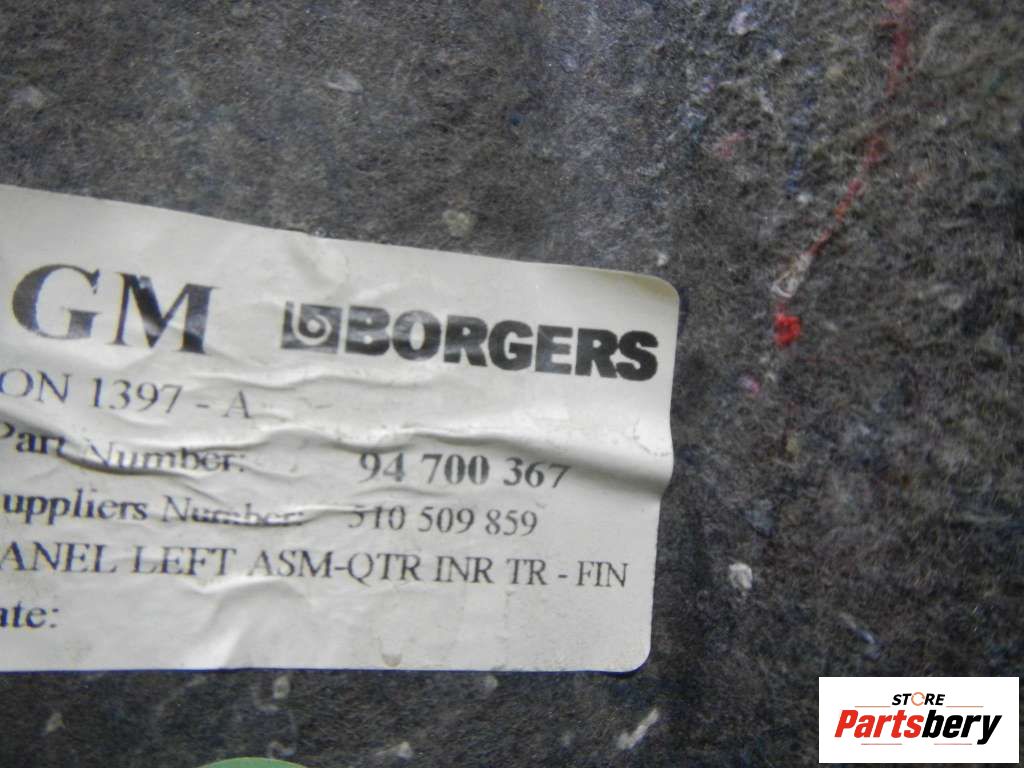 GM BORGERS
ON 1397 - A
Part Number: 94 700 367
uppliers Number: 510 509 859
ANEL LEFT ASM-QTR INR TR - FIN
ate:
STORE
Partsbery